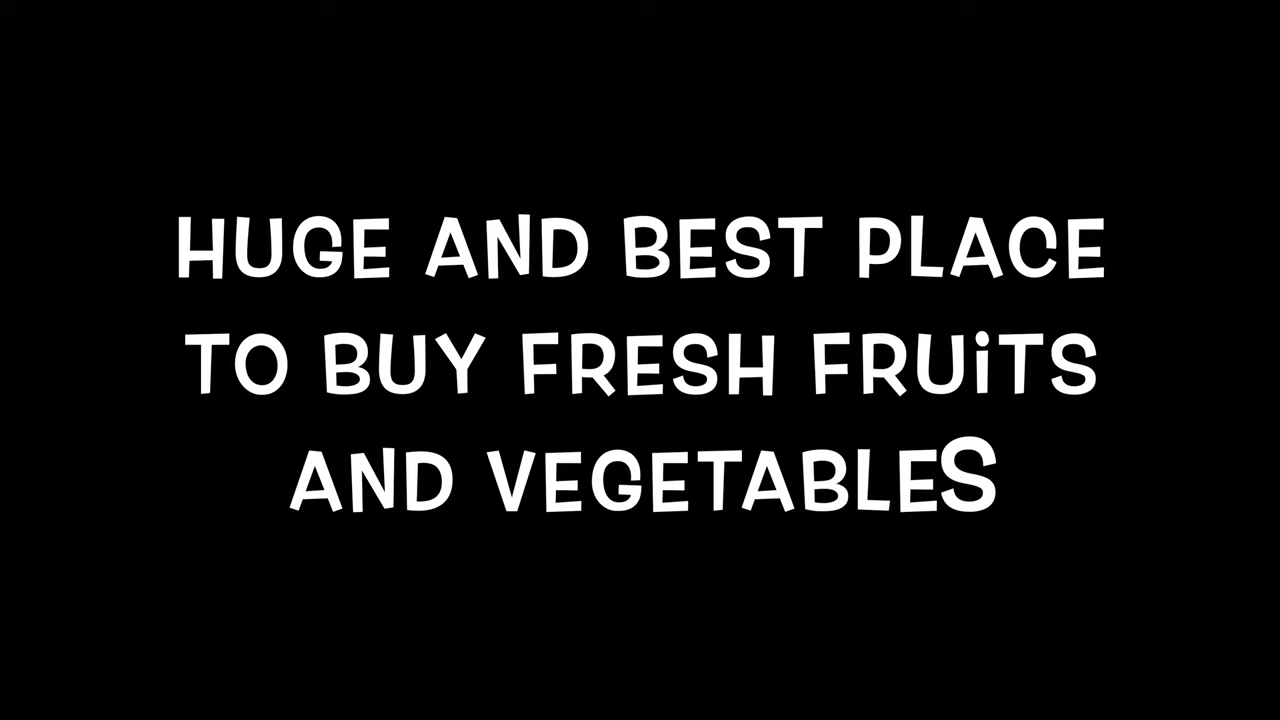 HUGE AND BEST PLACE
TO BUY FRESH FRUiTS
AND VEGETABLES